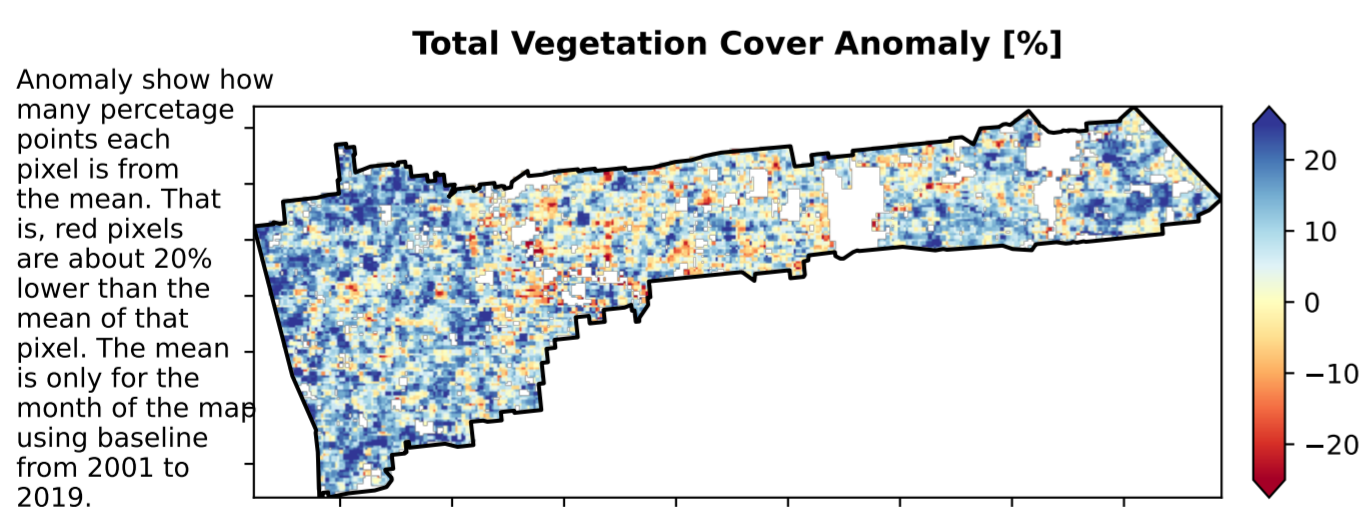 Total Vegetation Cover Anomaly [%]
Anomaly show how
many percetage
points each
pixel is from
the mean. That
is, red pixels
are about 20%
lower than the
mean of that
pixel. The mean
is only for the
month of the map
using baseline
from 2001 to
2019.
20
10
0
−10
−20